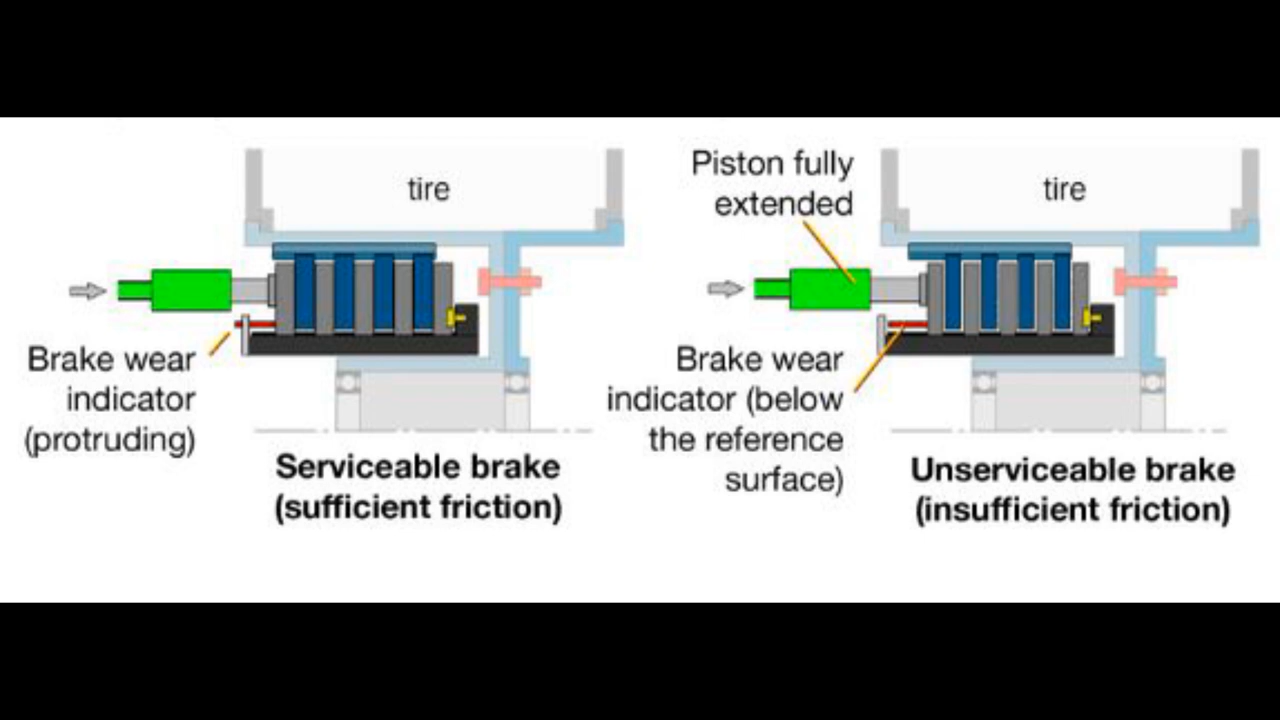 tire
Brake wear
indicator
(protruding)
Serviceable brake
(sufficient friction)
Piston fully
extended
tire
Brake wear
indicator (below
the reference
surface)
Unserviceable brake
(insufficient friction)